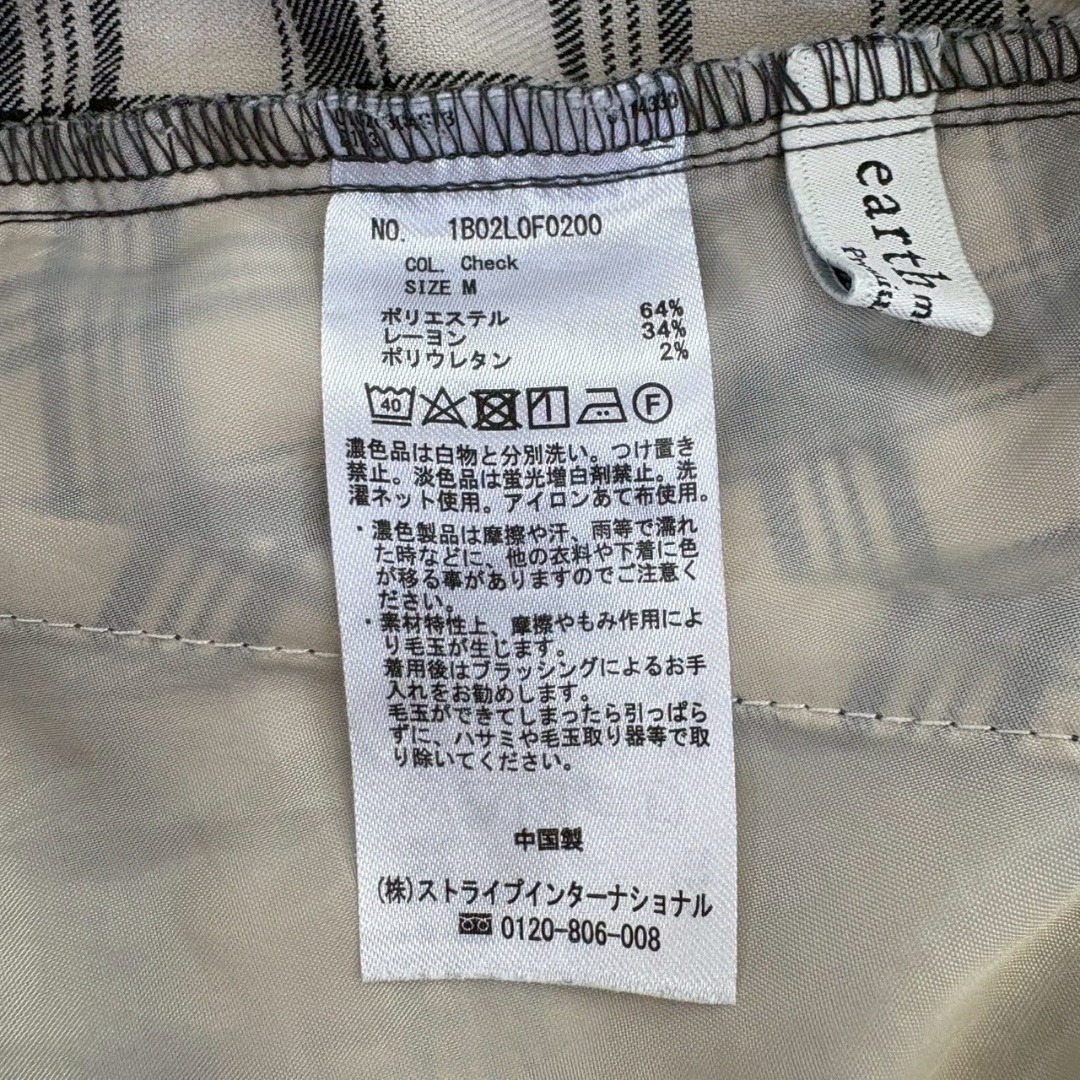 NO. 1B02L0F0200
COL. Check
SIZE M
ポリエステル 64%
レーヨン 34%
ポリウレタン 2%
40
F
濃色品は白物と分別洗い。つけ置き
禁止。淡色品は蛍光増白剤禁止。洗
濯ネット使用。アイロンあて布使用。
・濃色製品は摩擦や汗、雨等で濡れ
た時などに、他の衣料や下着に色
が移る事がありますのでご注意く
ださい。
・素材特性上、摩擦やもみ作用によ
り毛玉が生じます。
着用後はブラッシングによるお手
入れをお勧めします。
毛玉ができてしまったら引っぱら
ずに、ハサミや毛玉取り器等で取
り除いてください。
中国製
(株)ストライプインターナショナル
0120-806-008
earth m